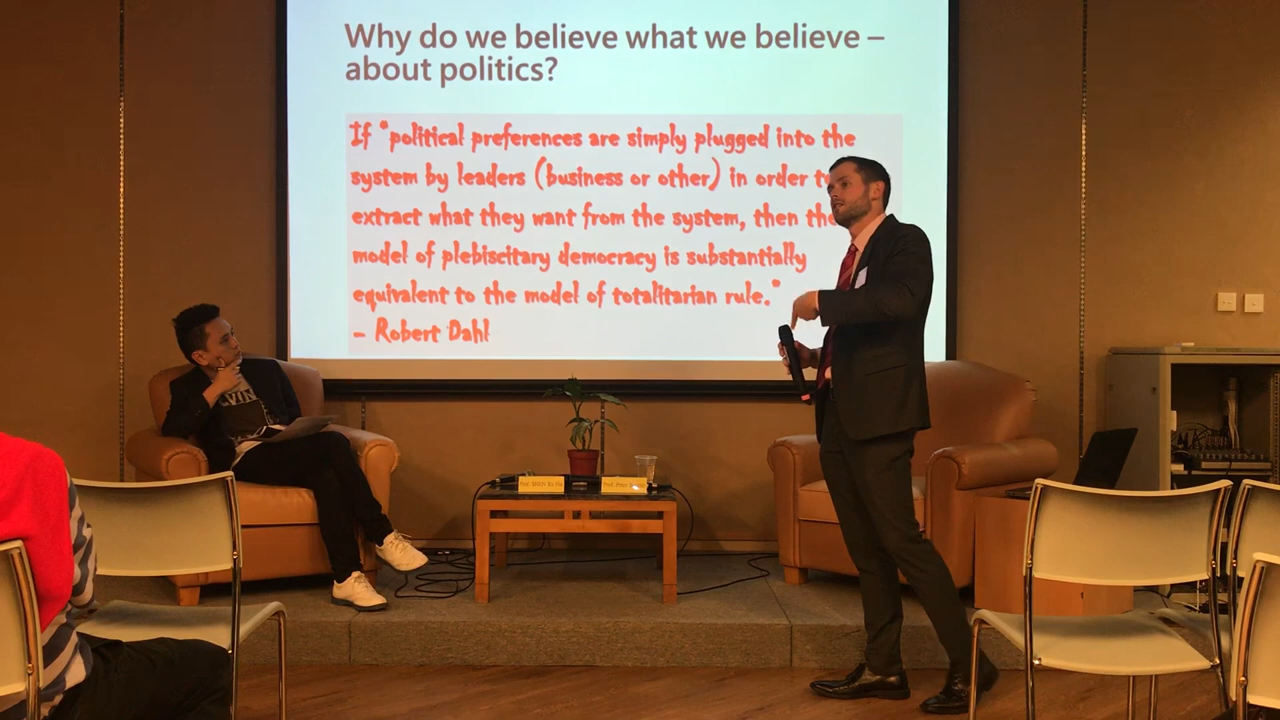 Why do we believe what we believe –
about politics?
If "political preferences are simply plugged into the
system by leaders (business or other) in order
extract what they want from the system, then
model of plebiscitary democracy is substantially
equivalent to the model of totalitarian rule."
– Robert Dahl
Prof.
Prof.